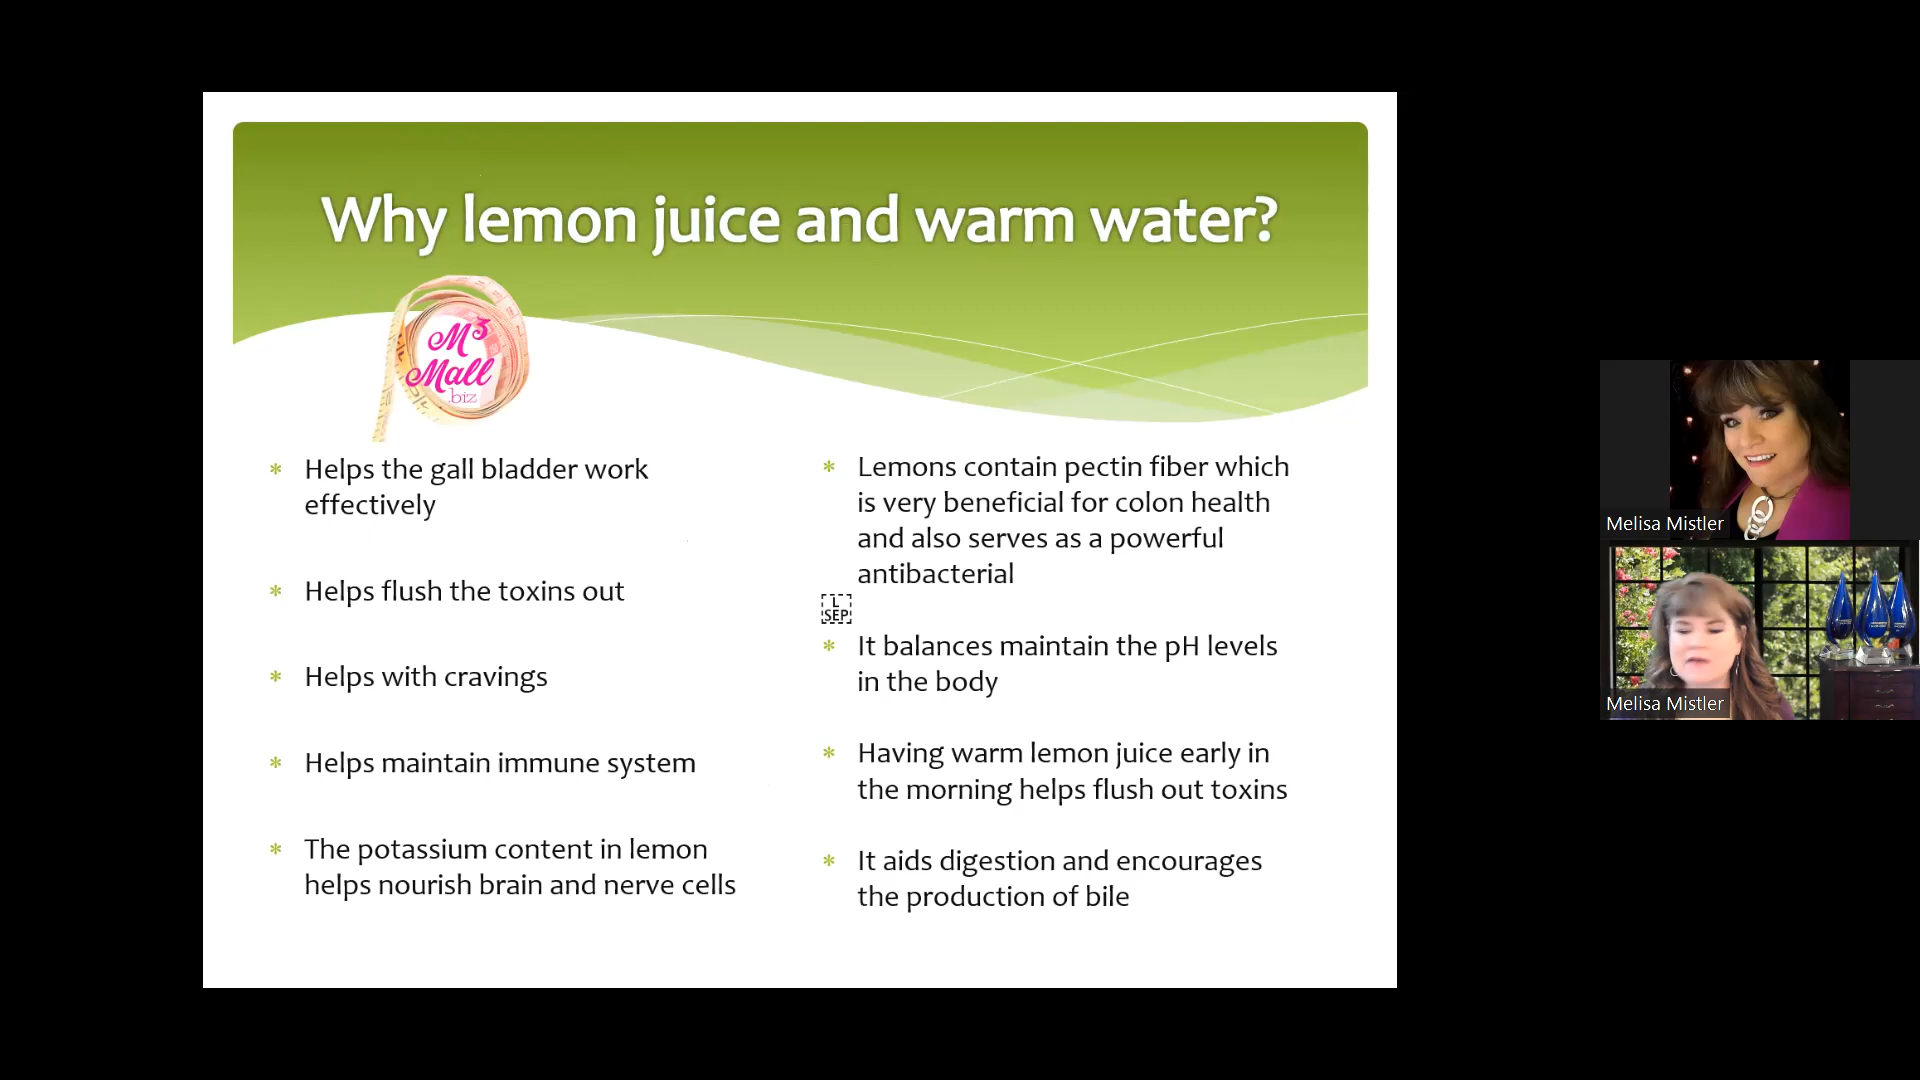 Why lemon juice and warm water?
M³
Mall
.biz
* Helps the gall bladder work
effectively
* Helps flush the toxins out
* Helps with cravings
* Helps maintain immune system
* The potassium content in lemon
helps nourish brain and nerve cells
* Lemons contain pectin fiber which
is very beneficial for colon health
and also serves as a powerful
antibacterial
L
SEP
* It balances maintain the pH levels
in the body
* Having warm lemon juice early in
the morning helps flush out toxins
* It aids digestion and encourages
the production of bile
Melisa Mistler
Melisa Mistler